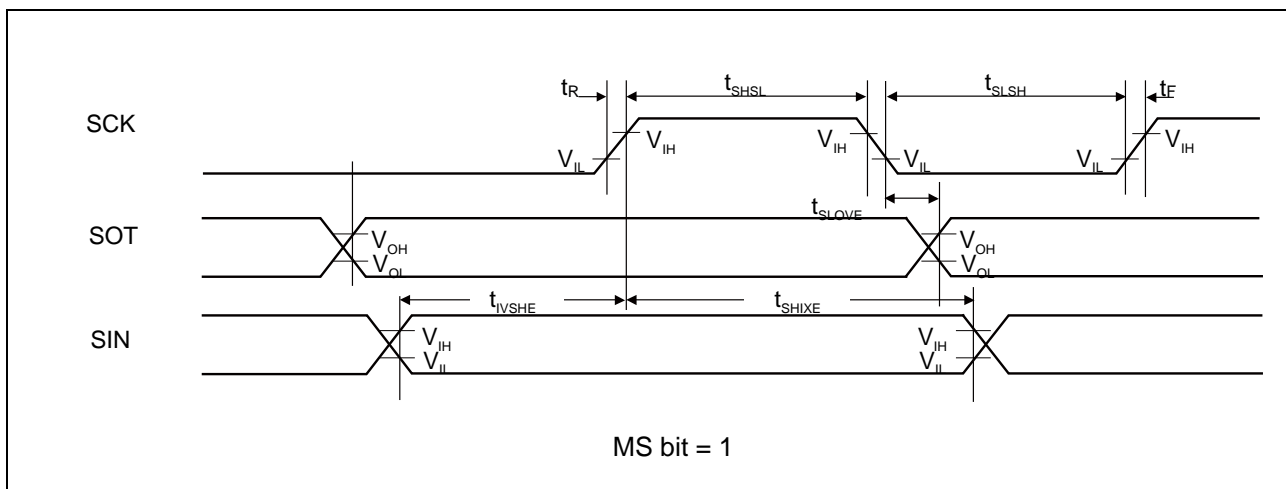 tR tSHSL tSLSH tF
SCK
VIH VIH VIH
VIL VIL VIL
tSLOVE
SOT
VOH VOH
VOL VOL
tIVSHE tSHIXE
SIN
VIH VIH
VIL VIL
MS bit = 1